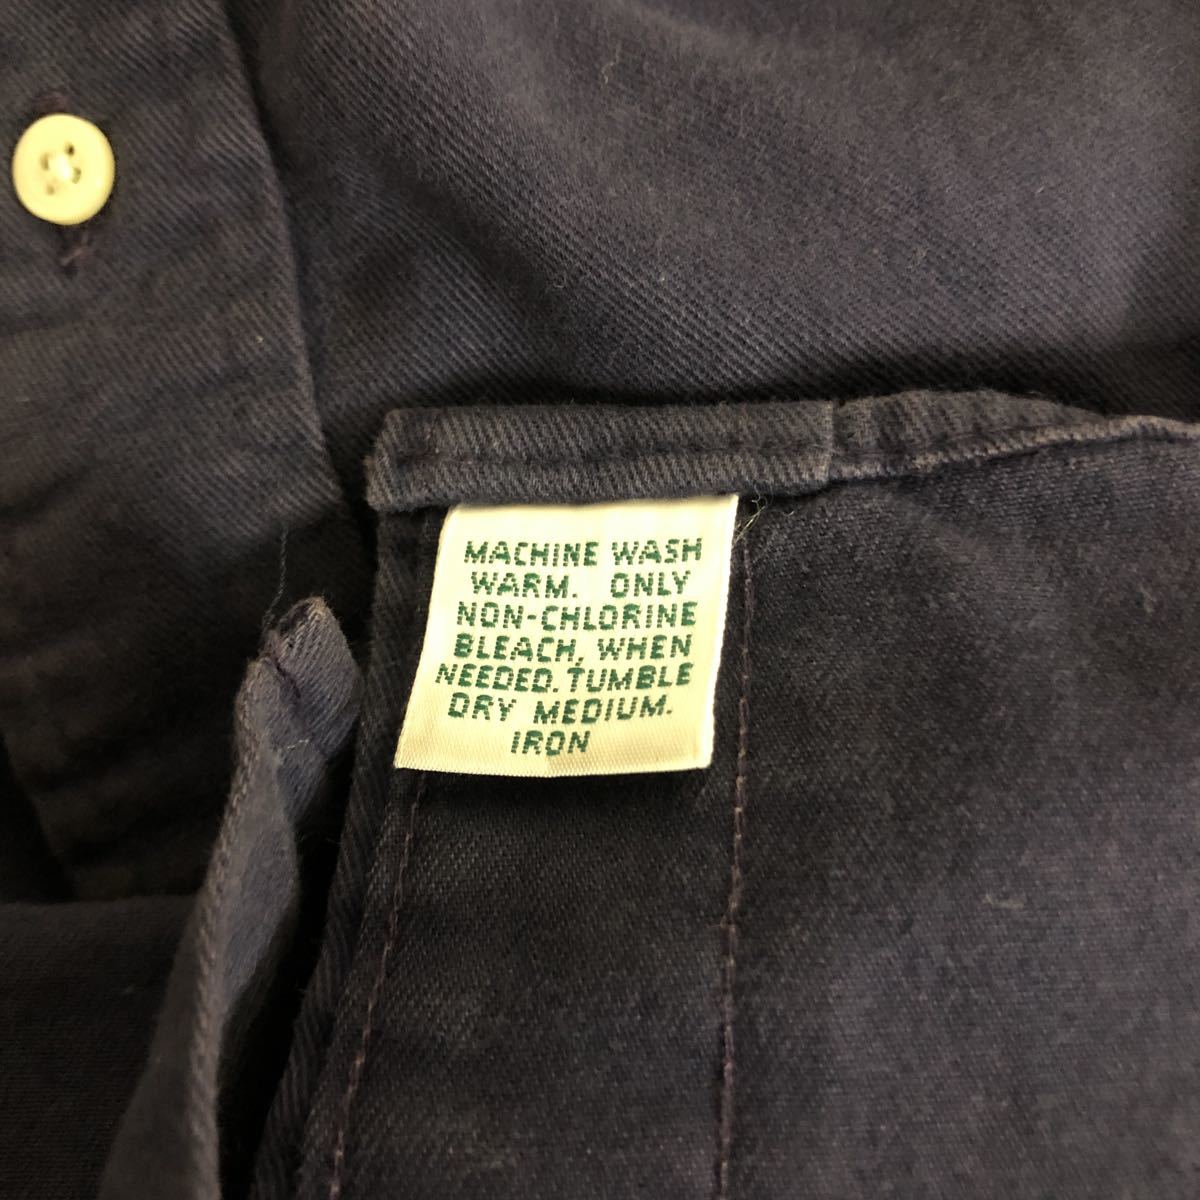 MACHINE WASH
WARM. ONLY
NON-CHLORINE
BLEACH, WHEN
NEEDED. TUMBLE
DRY MEDIUM.
IRON